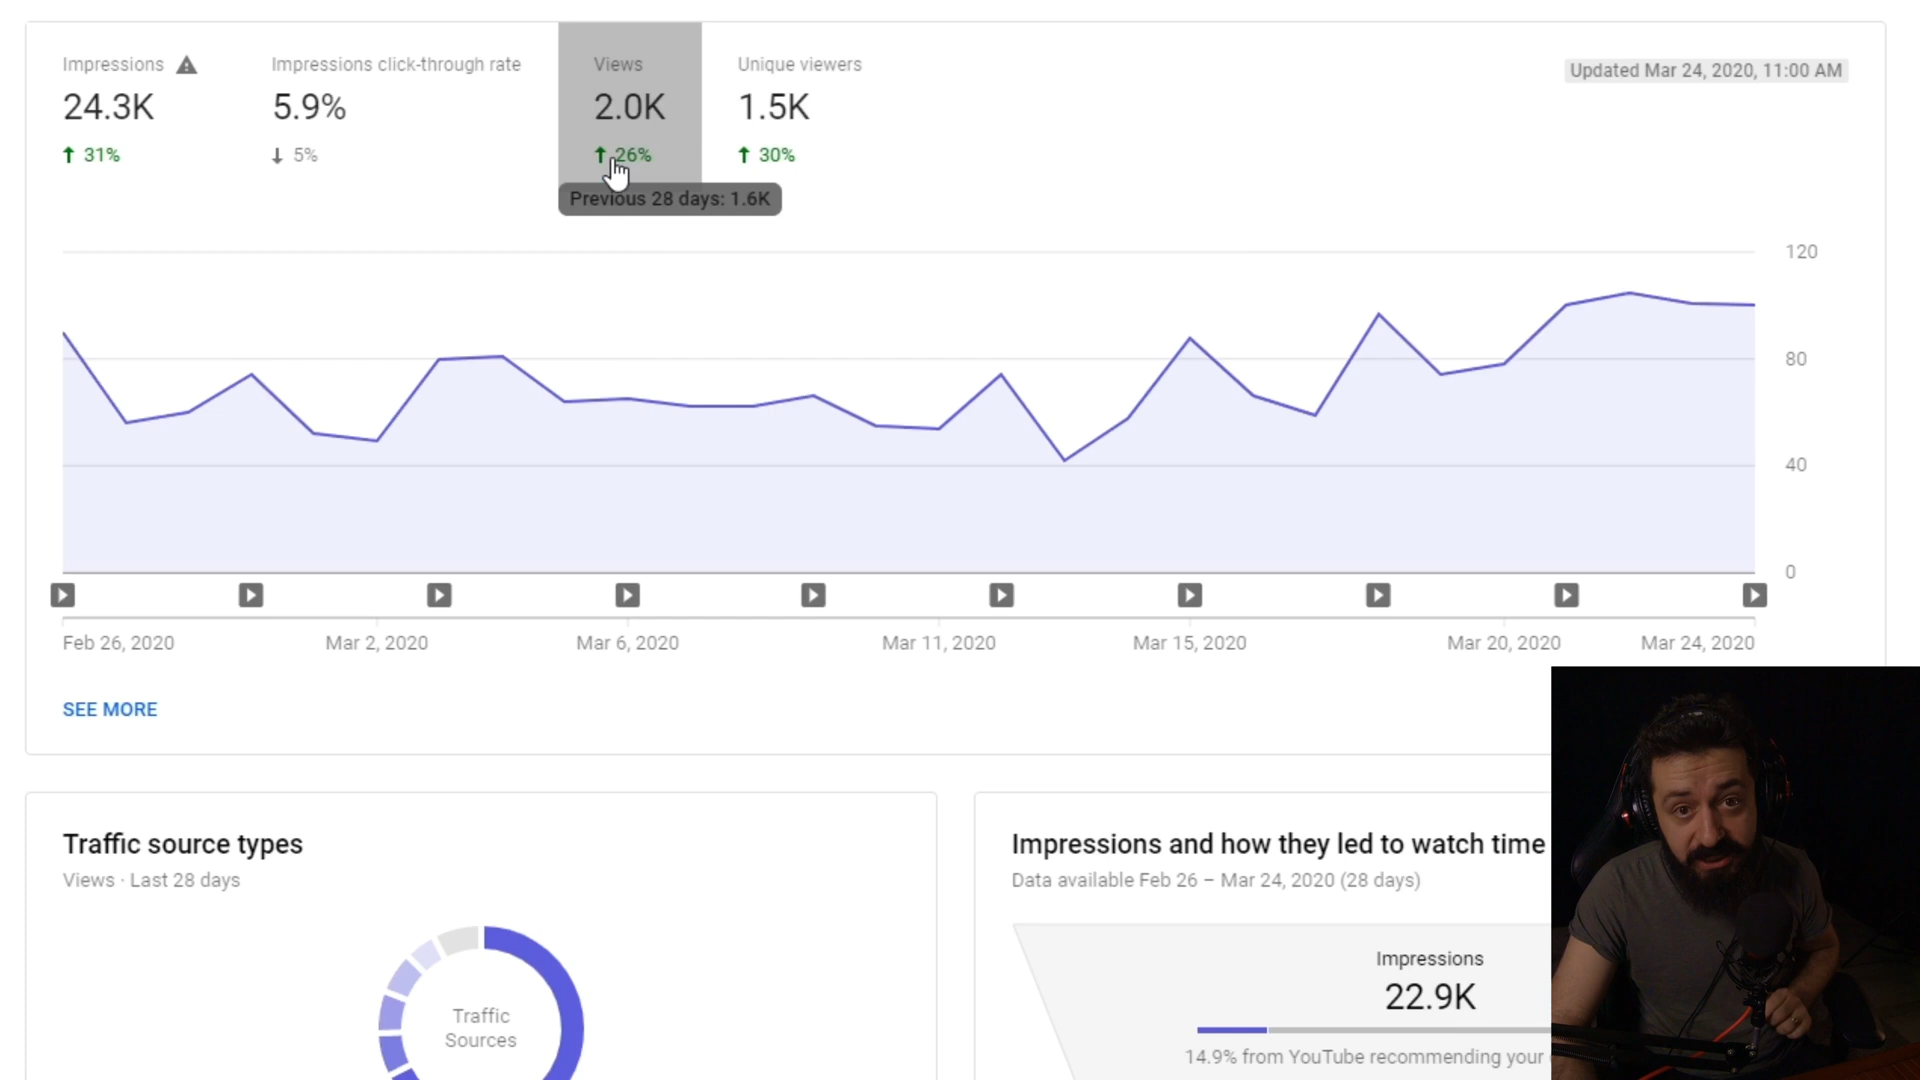 Impressions
24.3K
31%
Impressions click-through rate
5.9%
5%
Views
2.0K
26%
Previous 28 days: 1.6K
Unique viewers
1.5K
30%
Updated Mar 24, 2020, 11:00 AM
120
80
40
0
Feb 26, 2020
Mar 2, 2020
Mar 6, 2020
Mar 11, 2020
Mar 15, 2020
Mar 20, 2020
Mar 24, 2020
SEE MORE
Traffic source types
Views · Last 28 days
Traffic
Sources
Impressions and how they led to watch time
Data available Feb 26 – Mar 24, 2020 (28 days)
Impressions
22.9K
14.9% from YouTube recommending your